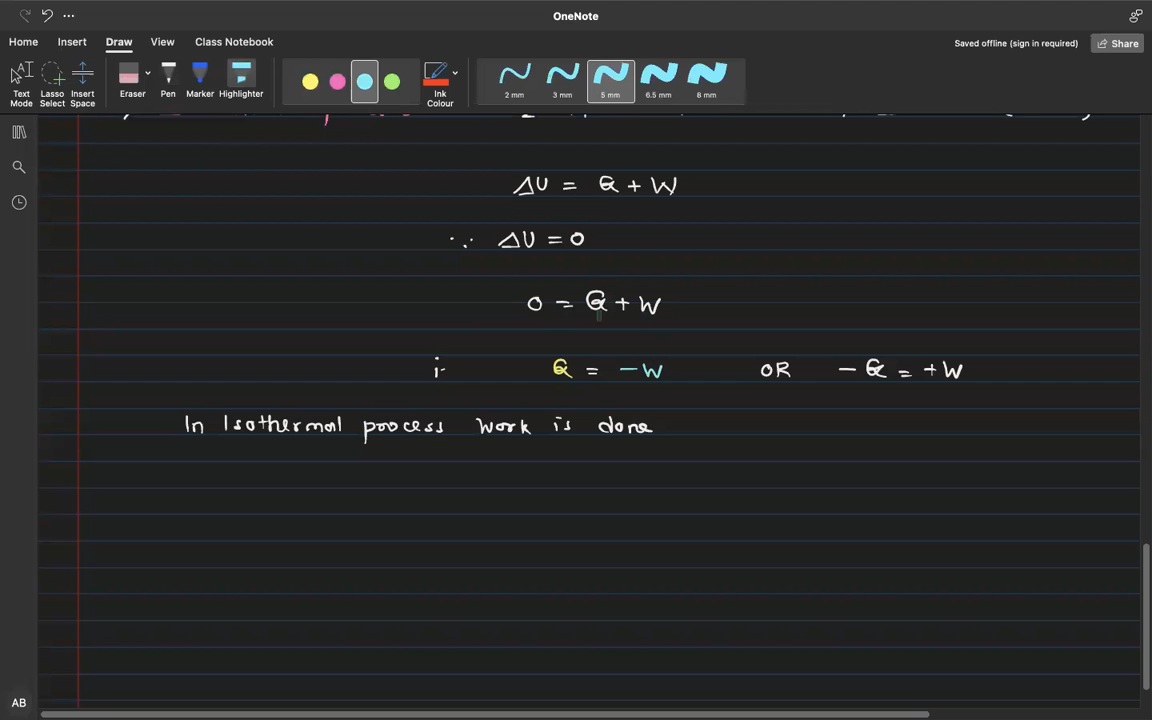 OneNote
Home Insert Draw View Class Notebook
Saved offline (sign in required) Share
Text Mode
Lasso Select
Insert Space
Eraser
Pen
Marker
Highlighter
Ink Colour
2 mm 3 mm 5 mm 6.5 mm 8 mm
ΔU = Q + W
∵ ΔU = 0
0 = Q + W
i. Q = -W OR - Q = +W
In Isothermal process work is done
AB